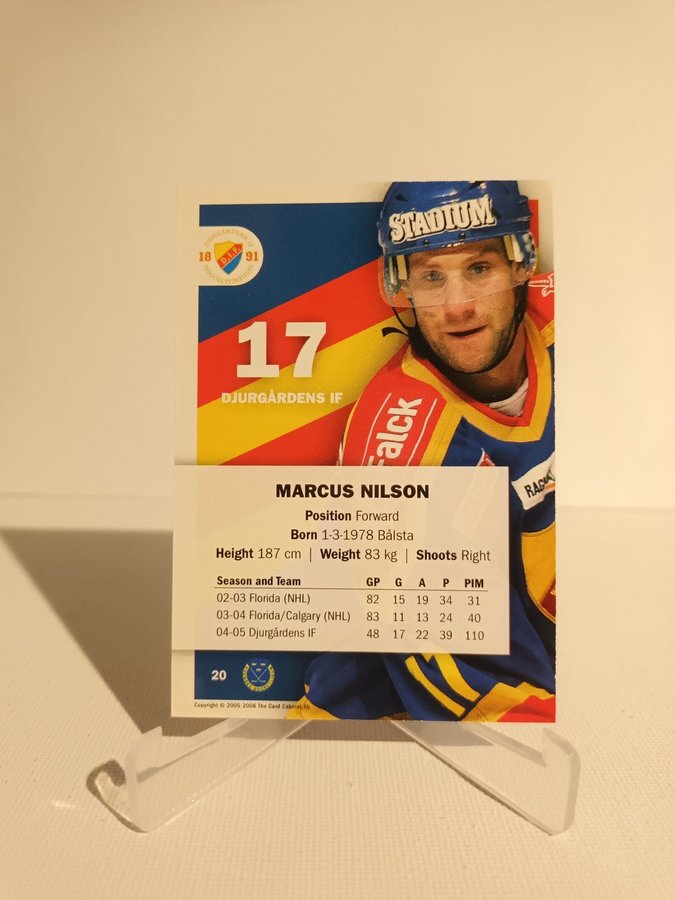 STADIUM
DJURGÅRDENS IF
18 D.I.F. 91
17
DJURGÅRDENS IF
Falck
MARCUS NILSON
Position Forward
Born 1-3-1978 Bålsta
Height 187 cm | Weight 83 kg | Shoots Right
Season and Team GP G A P PIM
02-03 Florida (NHL) 82 15 19 34 31
03-04 Florida/Calgary (NHL) 83 11 13 24 40
04-05 Djurgårdens IF 48 17 22 39 110
20
Copyright © 2005-2006 The Card Cabinet AB